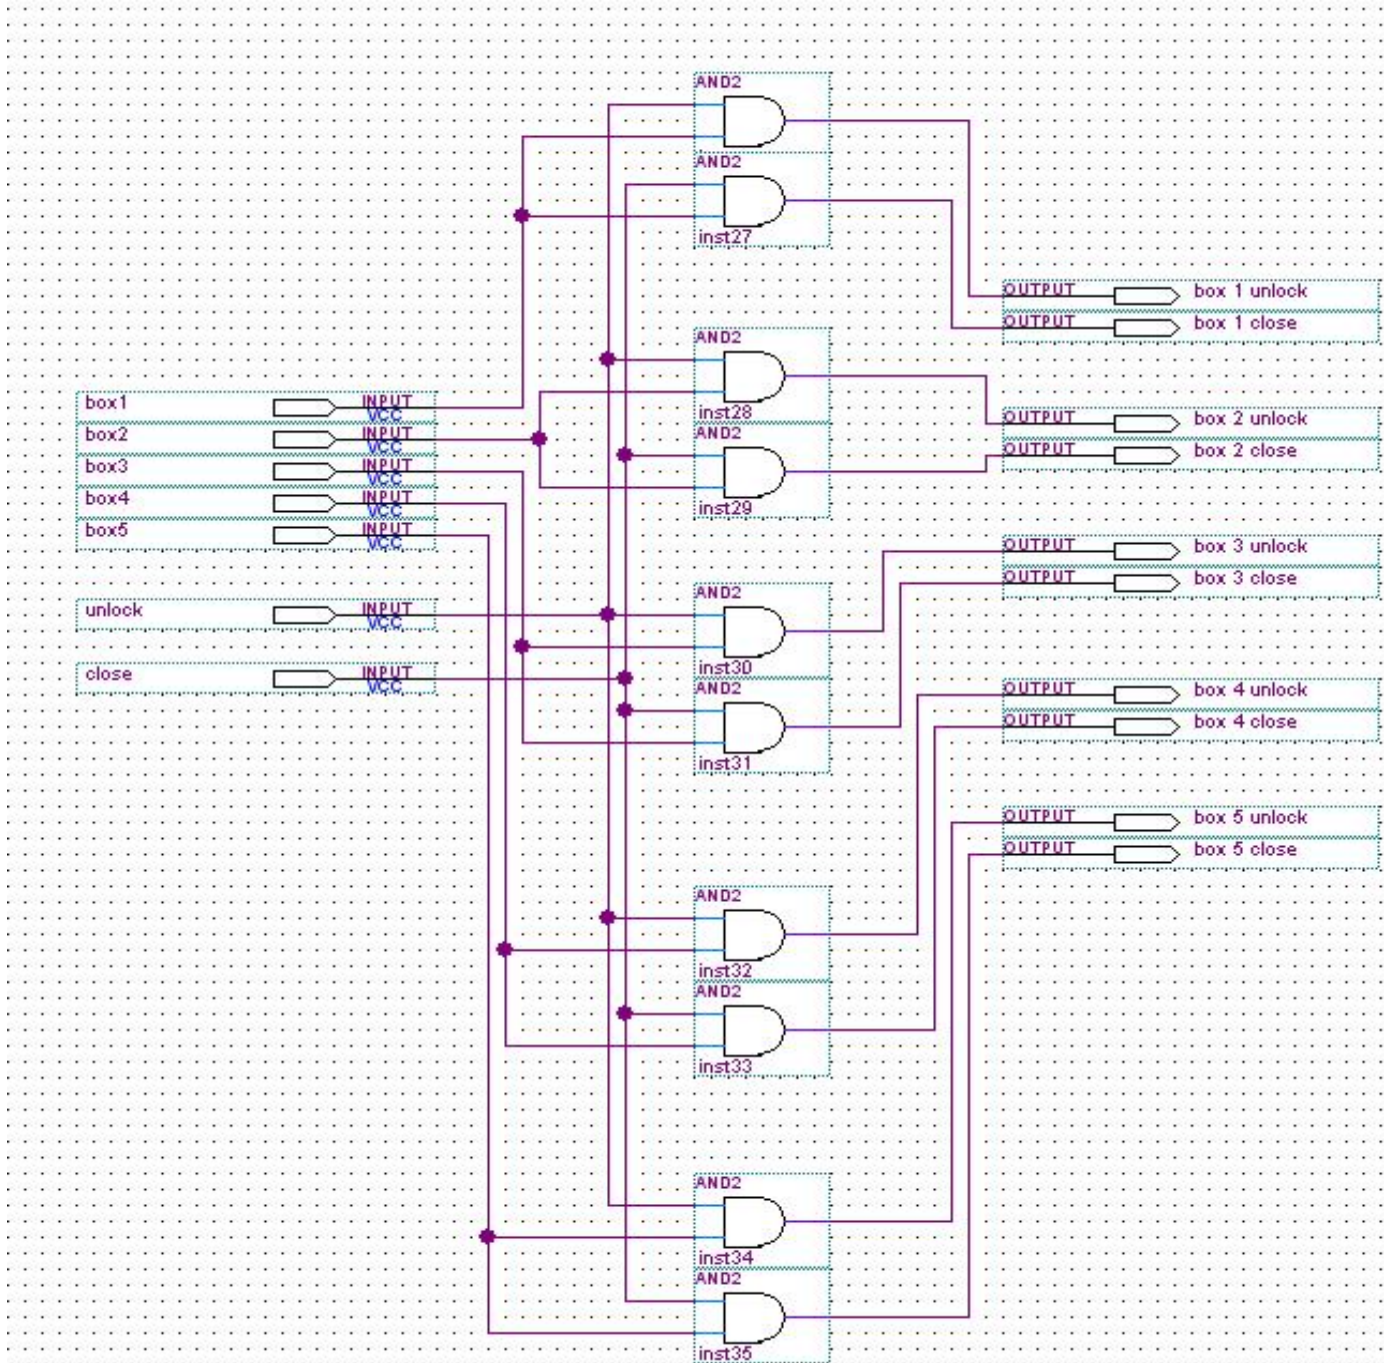 AND2
AND2
inst27
OUTPUT box 1 unlock
OUTPUT box 1 close
AND2
inst28
AND2
inst29
box1 INPUT
VCC
box2 INPUT
VCC
box3 INPUT
VCC
box4 INPUT
VCC
box5 INPUT
VCC
unlock INPUT
VCC
close INPUT
VCC
OUTPUT box 2 unlock
OUTPUT box 2 close
OUTPUT box 3 unlock
OUTPUT box 3 close
AND2
inst30
AND2
inst31
OUTPUT box 4 unlock
OUTPUT box 4 close
OUTPUT box 5 unlock
OUTPUT box 5 close
AND2
inst32
AND2
inst33
AND2
inst34
AND2
inst35